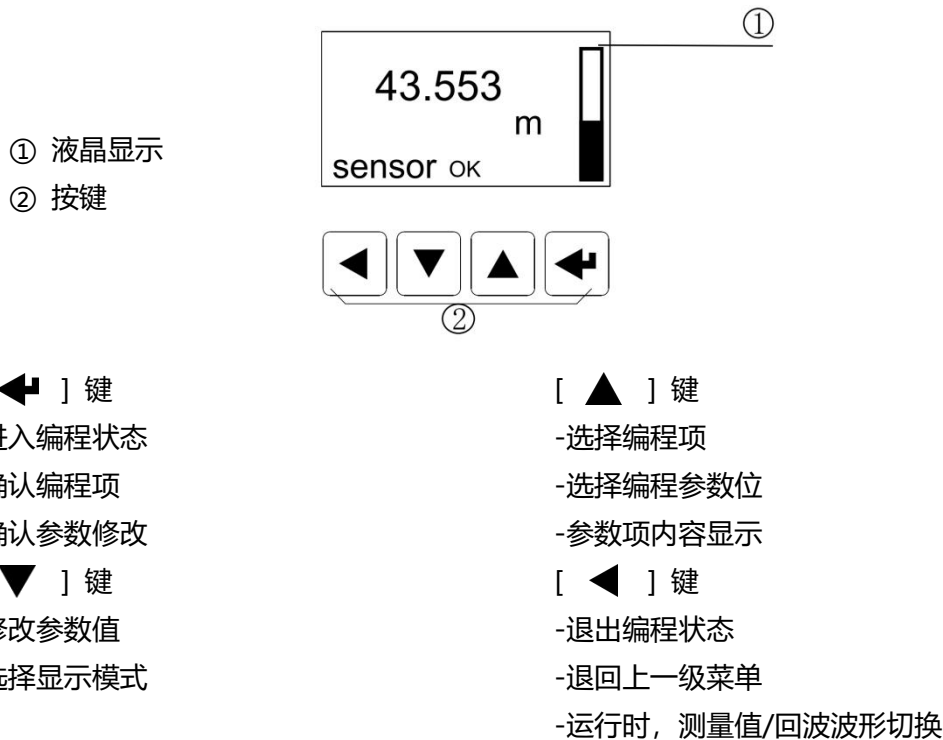 ①
43.553
m
sensor OK
① 液晶显示
② 按键
②
] 键
进入编程状态
确认编程项
确认参数修改
▼ ] 键
修改参数值
选择显示模式
[ ▲ ] 键
-选择编程项
-选择编程参数位
-参数项内容显示
[ ◀ ] 键
-退出编程状态
-退回上一级菜单
-运行时，测量值/回波波形切换